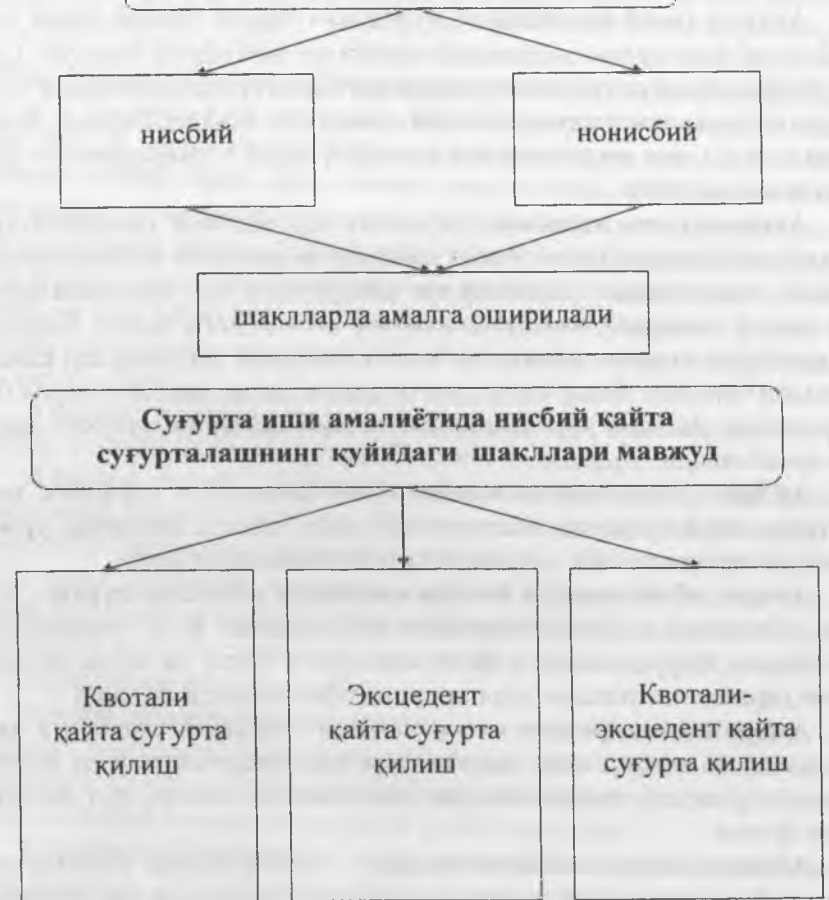 нисбий
нонисбий
шаклларда амалга оширилади
Суғурта иши амалиётида нисбий қайта
суғурталашнинг қуйидаги шакллари мавжуд
Квотали
қайта суғурта
қилиш
Эксцедент
қайта суғурта
қилиш
Квотали-
эксцедент қайта
суғурта қилиш